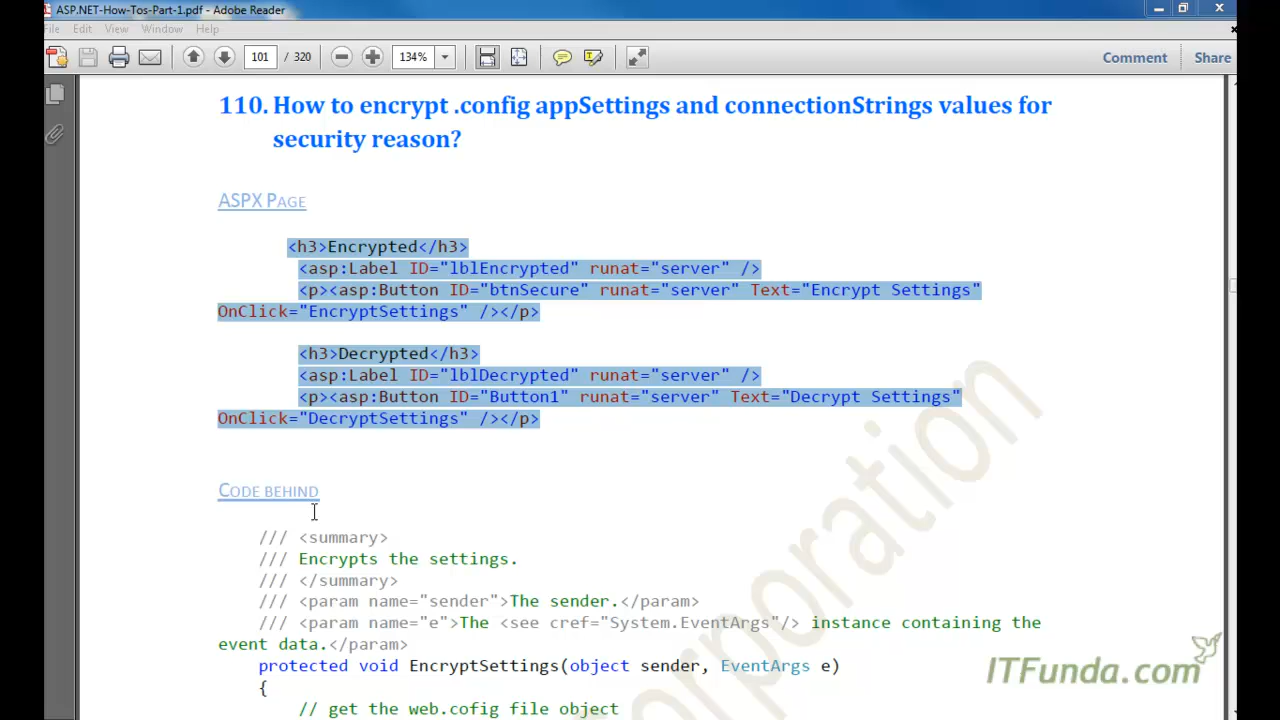 ASP.NET-How-Tos-Part-1.pdf - Adobe Reader
File Edit View Window Help
101 / 320 134% Comment Share
110. How to encrypt .config appSettings and connectionStrings values for
security reason?
ASPX PAGE
<h3>Encrypted</h3>
<asp:Label ID="lblEncrypted" runat="server" />
<p><asp:Button ID="btnSecure" runat="server" Text="Encrypt Settings"
OnClick="EncryptSettings" /></p>
<h3>Decrypted</h3>
<asp:Label ID="lblDecrypted" runat="server" />
<p><asp:Button ID="Button1" runat="server" Text="Decrypt Settings"
OnClick="DecryptSettings" /></p>
CODE BEHIND
/// <summary>
/// Encrypts the settings.
/// </summary>
/// <param name="sender">The sender.</param>
/// <param name="e">The <see cref="System.EventArgs"/> instance containing the
event data.</param>
protected void EncryptSettings(object sender, EventArgs e)
{
// get the web.cofig file object
orporation
ITFunda.com